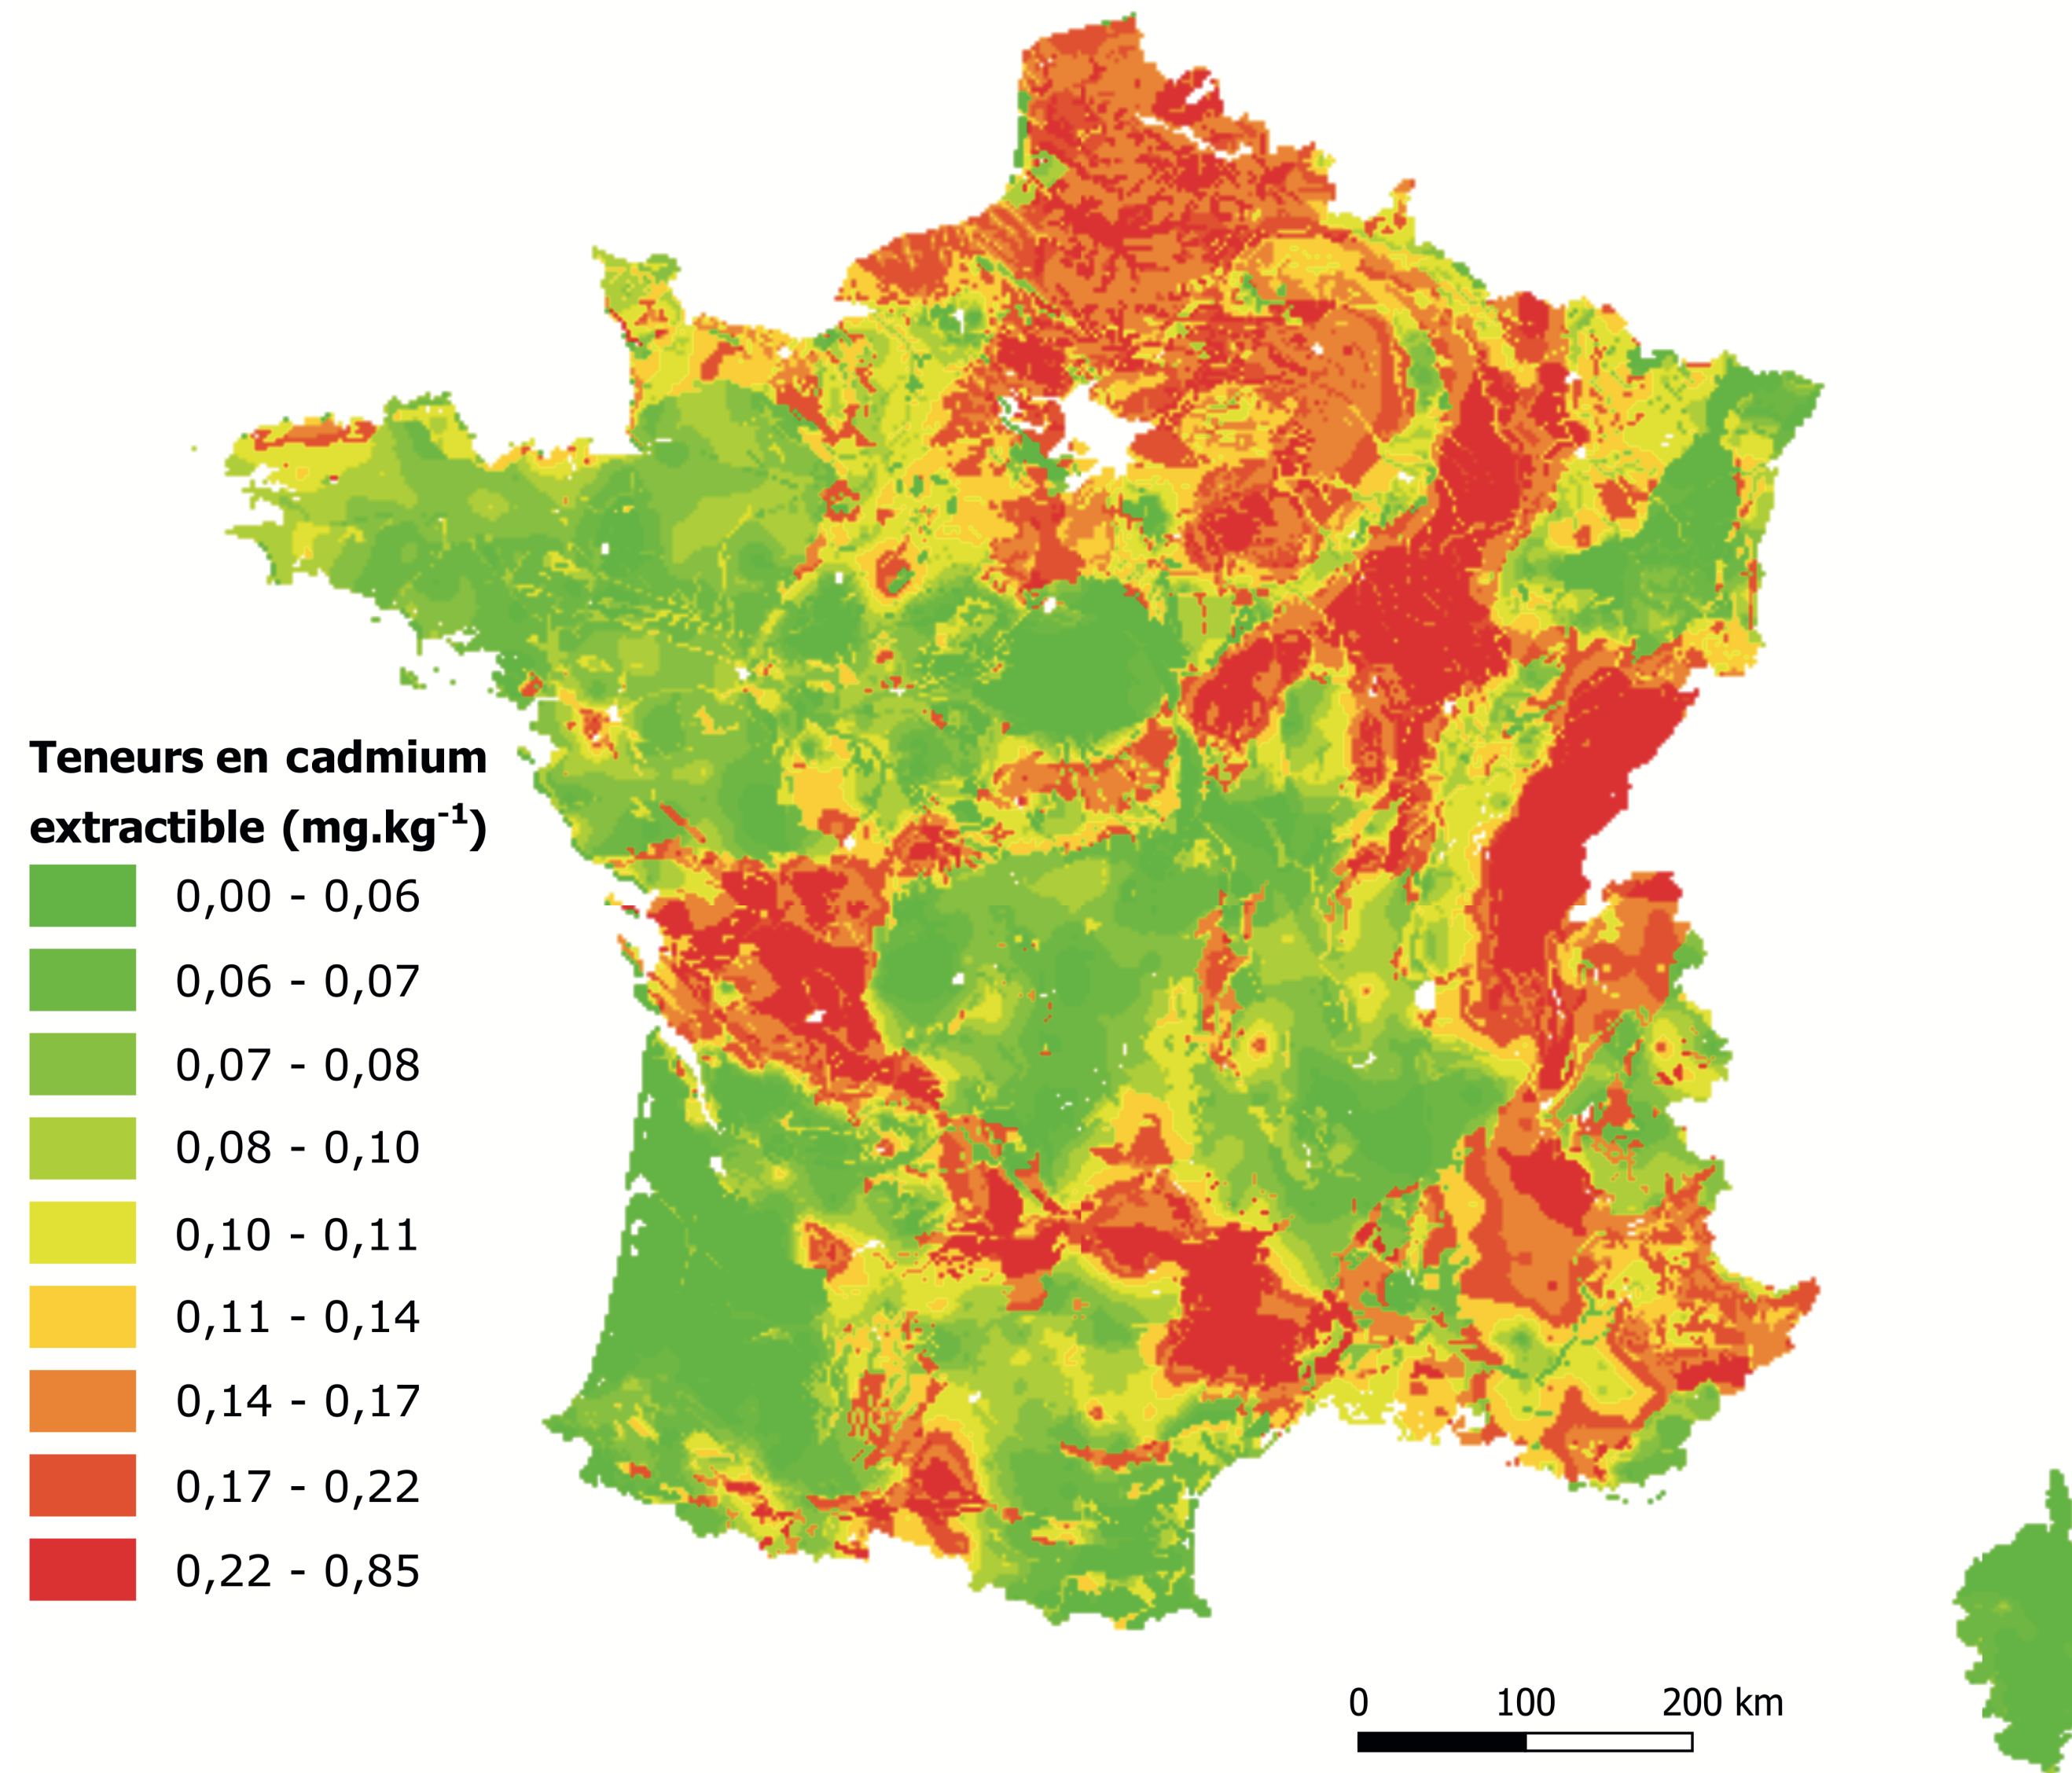 Teneurs en cadmium
extractible (mg.kg⁻¹)
0,00 - 0,06
0,06 - 0,07
0,07 - 0,08
0,08 - 0,10
0,10 - 0,11
0,11 - 0,14
0,14 - 0,17
0,17 - 0,22
0,22 - 0,85
0 100 200 km